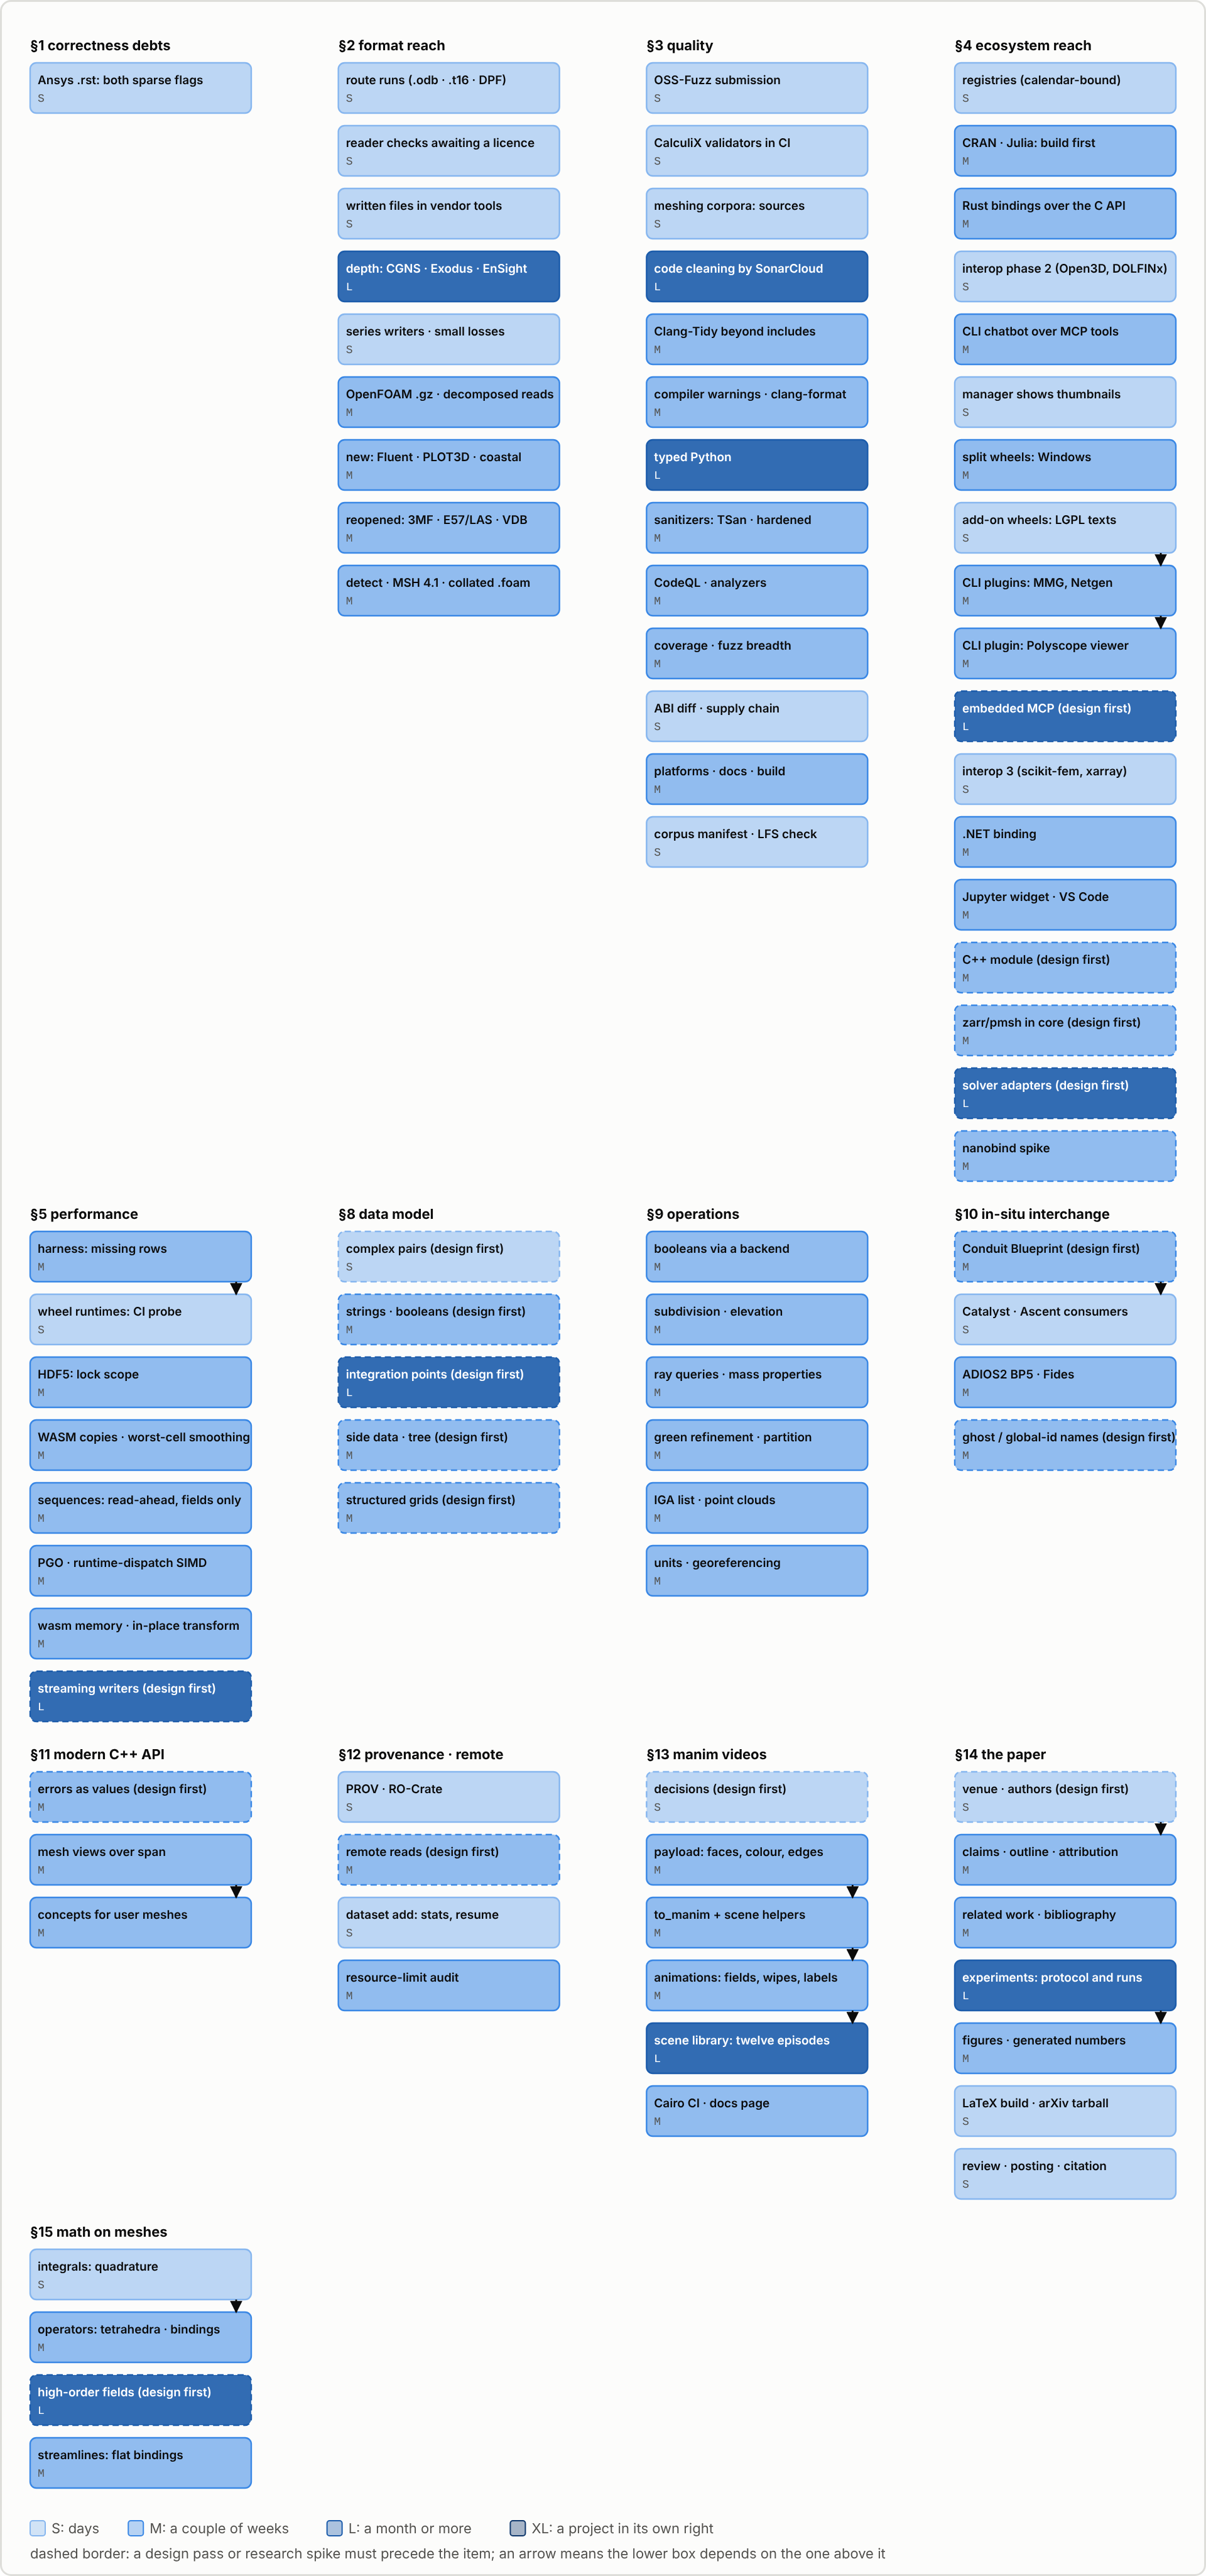 §1 correctness debts
Ansys .rst: both sparse flags
S
§2 format reach
route runs (.odb · .t16 · DPF)
S
reader checks awaiting a licence
S
written files in vendor tools
S
depth: CGNS · Exodus · EnSight
L
series writers · small losses
S
OpenFOAM .gz · decomposed reads
M
new: Fluent · PLOT3D · coastal
M
reopened: 3MF · E57/LAS · VDB
M
detect · MSH 4.1 · collated .foam
M
§3 quality
OSS-Fuzz submission
S
CalculiX validators in CI
S
meshing corpora: sources
S
code cleaning by SonarCloud
L
Clang-Tidy beyond includes
M
compiler warnings · clang-format
M
typed Python
L
sanitizers: TSan · hardened
M
CodeQL · analyzers
M
coverage · fuzz breadth
M
ABI diff · supply chain
S
platforms · docs · build
M
corpus manifest · LFS check
S
§4 ecosystem reach
registries (calendar-bound)
S
CRAN · Julia: build first
M
Rust bindings over the C API
M
interop phase 2 (Open3D, DOLFINx)
S
CLI chatbot over MCP tools
M
manager shows thumbnails
S
split wheels: Windows
M
add-on wheels: LGPL texts
S
CLI plugins: MMG, Netgen
M
CLI plugin: Polyscope viewer
M
embedded MCP (design first)
L
interop 3 (scikit-fem, xarray)
S
.NET binding
M
Jupyter widget · VS Code
M
C++ module (design first)
M
zarr/pmsh in core (design first)
M
solver adapters (design first)
L
nanobind spike
M
§5 performance
harness: missing rows
M
wheel runtimes: CI probe
S
HDF5: lock scope
M
WASM copies · worst-cell smoothing
M
sequences: read-ahead, fields only
M
PGO · runtime-dispatch SIMD
M
wasm memory · in-place transform
M
streaming writers (design first)
L
§8 data model
complex pairs (design first)
S
strings · booleans (design first)
M
integration points (design first)
L
side data · tree (design first)
M
structured grids (design first)
M
§9 operations
booleans via a backend
M
subdivision · elevation
M
ray queries · mass properties
M
green refinement · partition
M
IGA list · point clouds
M
units · georeferencing
M
§10 in-situ interchange
Conduit Blueprint (design first)
M
Catalyst · Ascent consumers
S
ADIOS2 BP5 · Fides
M
ghost / global-id names (design first)
M
§11 modern C++ API
errors as values (design first)
M
mesh views over span
M
concepts for user meshes
M
§12 provenance · remote
PROV · RO-Crate
S
remote reads (design first)
M
dataset add: stats, resume
S
resource-limit audit
M
§13 manim videos
decisions (design first)
S
payload: faces, colour, edges
M
to_manim + scene helpers
M
animations: fields, wipes, labels
M
scene library: twelve episodes
L
Cairo CI · docs page
M
§14 the paper
venue · authors (design first)
S
claims · outline · attribution
M
related work · bibliography
M
experiments: protocol and runs
L
figures · generated numbers
M
LaTeX build · arXiv tarball
S
review · posting · citation
S
§15 math on meshes
integrals: quadrature
S
operators: tetrahedra · bindings
M
high-order fields (design first)
L
streamlines: flat bindings
M
S: days
M: a couple of weeks
L: a month or more
XL: a project in its own right
dashed border: a design pass or research spike must precede the item; an arrow means the lower box depends on the one above it